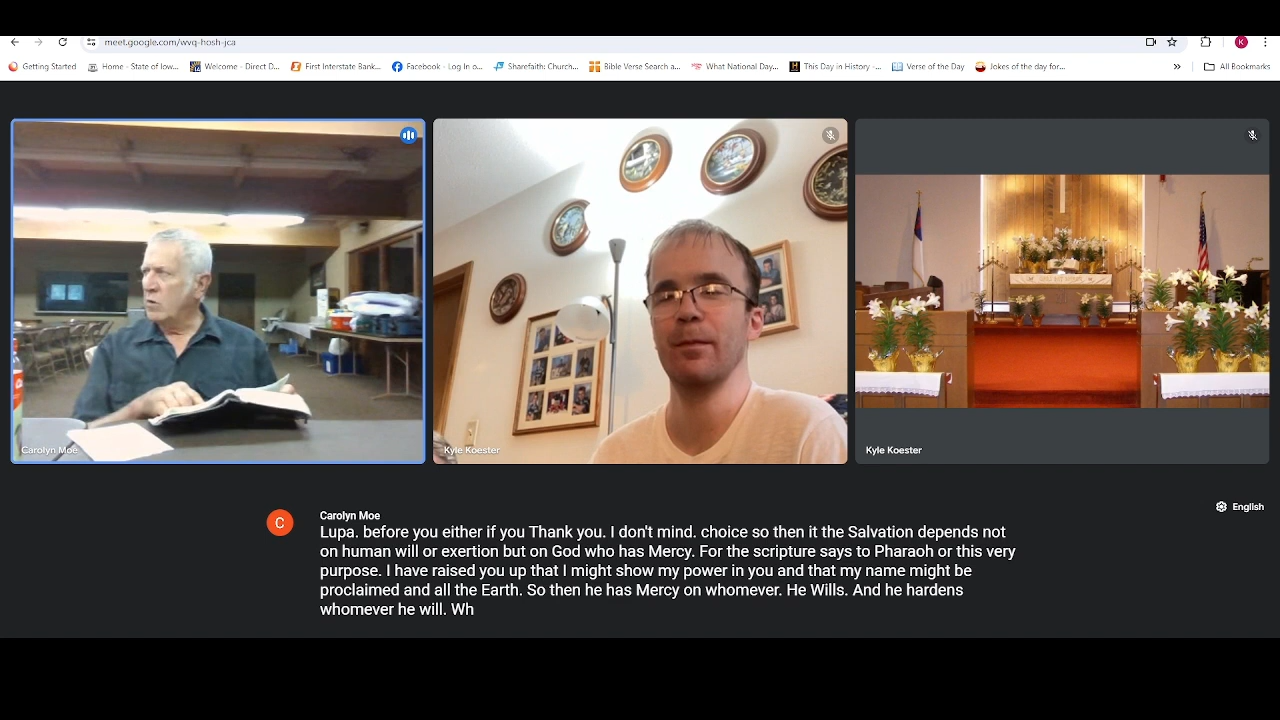 meet.google.com/wvq-hosh-jca
K
Getting Started
Home - State of Iow...
Welcome - Direct D...
First Interstate Bank...
Facebook - Log In o...
Sharefaith: Church...
Bible Verse Search a...
What National Day...
This Day in History -...
Verse of the Day
Jokes of the day for...
All Bookmarks
Carolyn Moe
Kyle Koester
Kyle Koester
English
C
Carolyn Moe
Lupa. before you either if you Thank you. I don't mind. choice so then it the Salvation depends not
on human will or exertion but on God who has Mercy. For the scripture says to Pharaoh or this very
purpose. I have raised you up that I might show my power in you and that my name might be
proclaimed and all the Earth. So then he has Mercy on whomever. He Wills. And he hardens
whomever he will. Wh